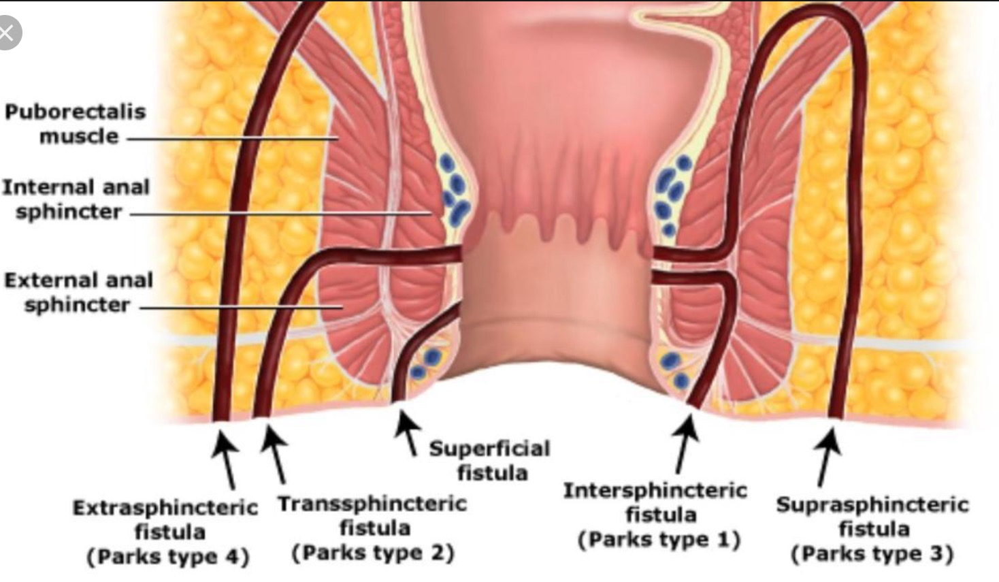 Puborectalis
muscle
Internal anal
sphincter
External anal
sphincter
Superficial
fistula
Extrasphincteric
fistula
(Parks type 4)
Transsphincteric
fistula
(Parks type 2)
Intersphincteric
fistula
(Parks type 1)
Suprasphincteric
fistula
(Parks type 3)